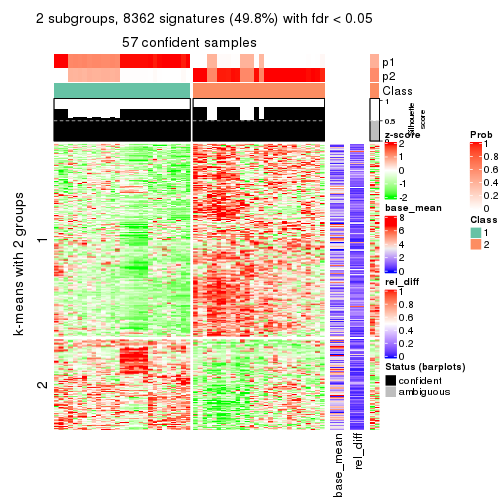 2 subgroups, 8362 signatures (49.8%) with fdr < 0.05
57 confident samples
p1
p2
Class
1
0.5
0
Silhouette
score
k-means with 2 groups
1
2
base_mean
rel_diff
z-score
2
1
0
-1
-2
base_mean
8
6
4
2
0
rel_diff
1
0.8
0.6
0.4
0.2
0
Status (barplots)
confident
ambiguous
Prob
1
0.8
0.6
0.4
0.2
0
Class
1
2